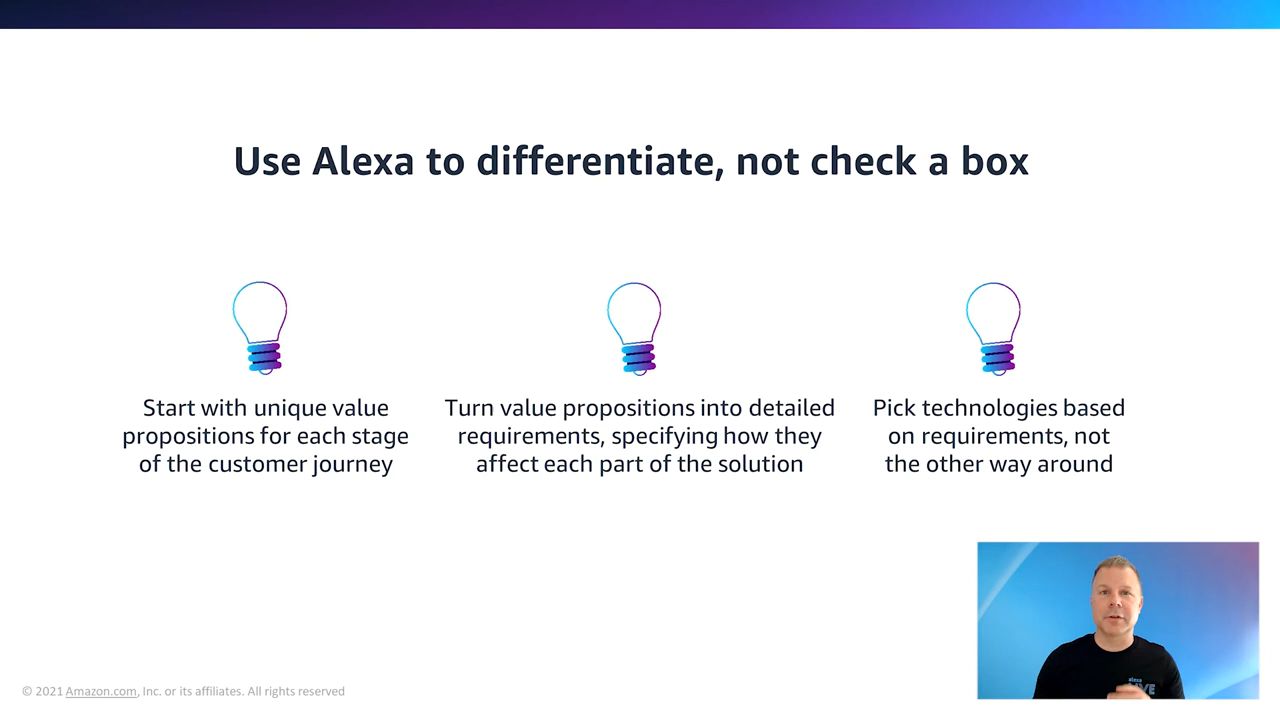 Use Alexa to differentiate, not check a box
Start with unique value
propositions for each stage
of the customer journey
Turn value propositions into detailed
requirements, specifying how they
affect each part of the solution
Pick technologies based
on requirements, not
the other way around
alexa
© 2021 Amazon.com, Inc. or its affiliates. All rights reserved